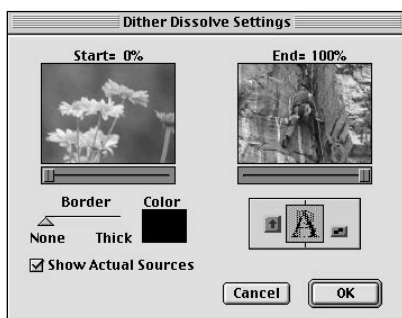 Dither Dissolve Settings
Start= 0%
End= 100%
Border
Color
None
Thick
A
Show Actual Sources
Cancel
OK